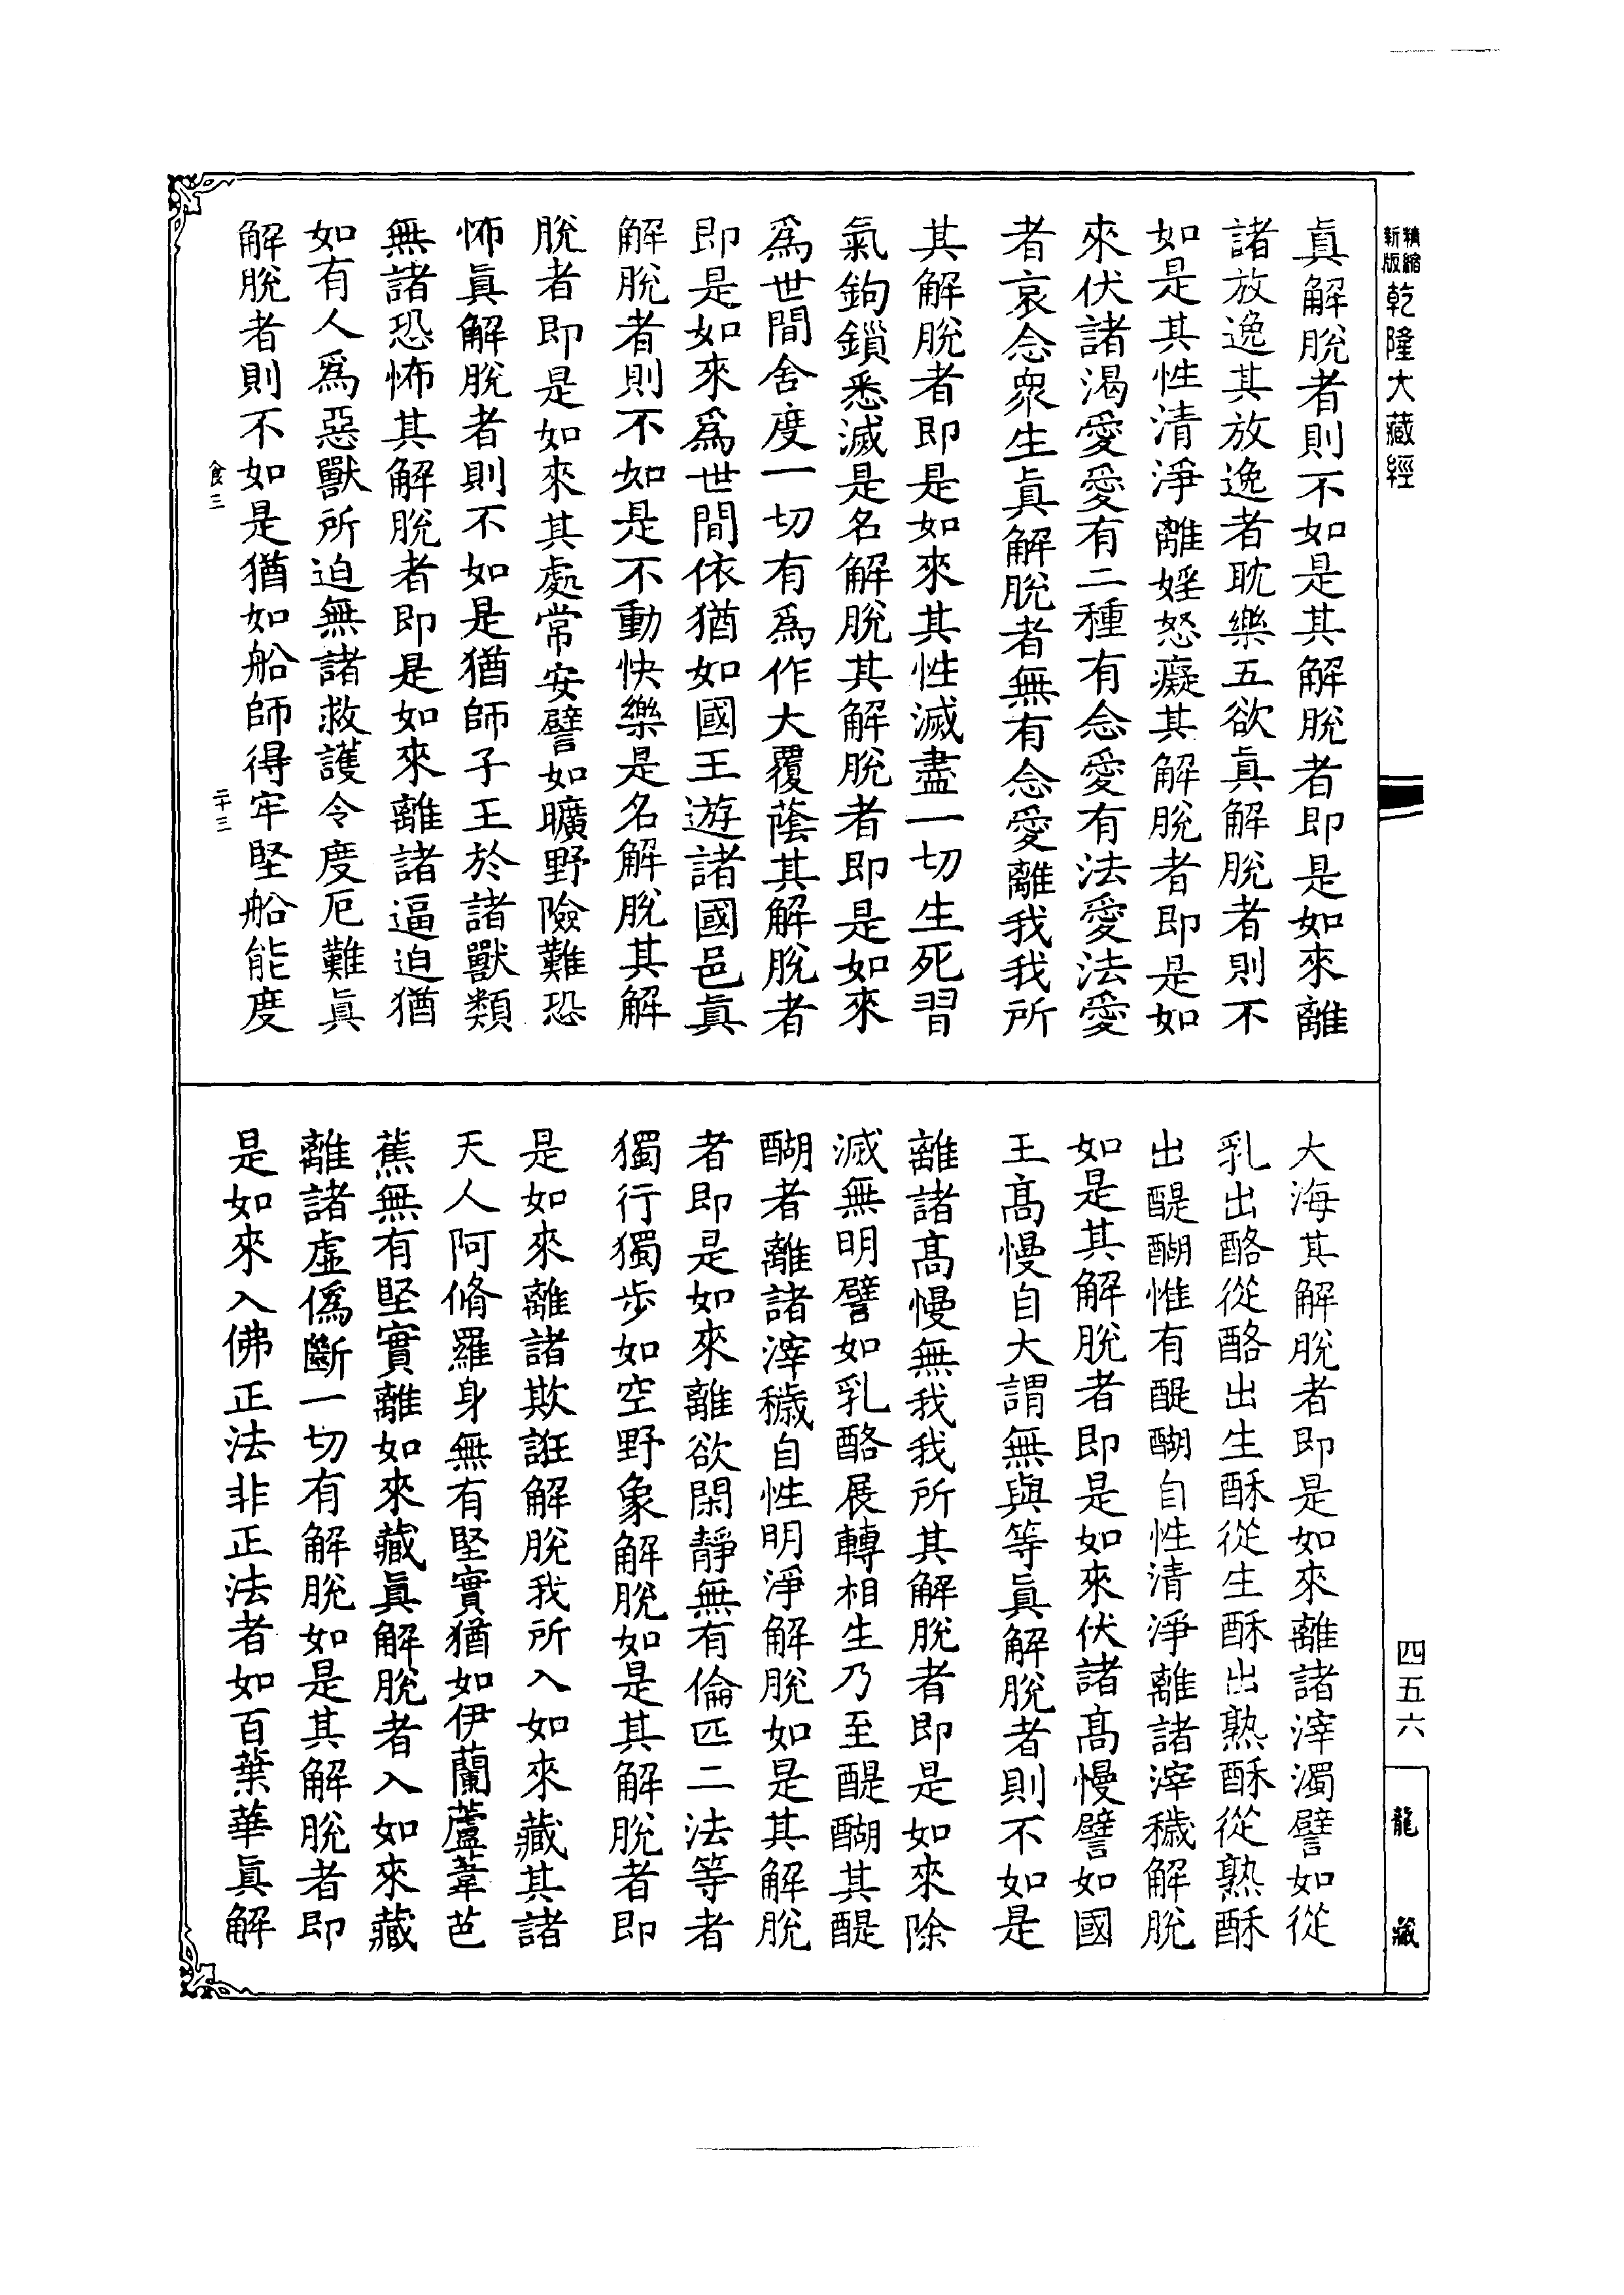 精縮
新版
乾隆大藏經
真解脫者則不如是其解脫者即是如來離
諸放逸其放逸者耽樂五欲真解脫者則不
如是其性清淨離婬怒癡其解脫者即是如
來伏諸渴愛愛有二種有念愛有法愛法愛
者哀念眾生真解脫者無有念愛離我我所
其解脫者即是如來其性滅盡一切生死習
氣鉤鎖悉滅是名解脫其解脫者即是如來
為世間舍度一切有為作大覆蔭其解脫者
即是如來為世間依猶如國王遊諸國邑真
解脫者則不如是不動快樂是名解脫其解
脫者即是如來其處常安譬如曠野險難恐
怖真解脫者則不如是猶師子王於諸獸類
無諸恐怖其解脫者即是如來離諸逼迫猶
如有人為惡獸所迫無諸救護令度厄難真
解脫者則不如是猶如船師得牢堅船能度
食三
二十三
大海其解脫者即是如來離諸滓濁譬如從
乳出酪從酪出生酥從生酥出熟酥從熟酥
出醍醐惟有醍醐自性清淨離諸滓穢解脫
如是其解脫者即是如來伏諸高慢譬如國
王高慢自大謂無與等真解脫者則不如是
離諸高慢無我我所其解脫者即是如來除
滅無明譬如乳酪展轉相生乃至醍醐其醍
醐者離諸滓穢自性明淨解脫如是其解脫
者即是如來離欲閑靜無有倫匹二法等者
獨行獨步如空野象解脫如是其解脫者即
是如來離諸欺誑解脫我所入如來藏其諸
天人阿脩羅身無有堅實猶如伊蘭蘆葦芭
蕉無有堅實離如來藏真解脫者入如來藏
離諸虛偽斷一切有解脫如是其解脫者即
是如來入佛正法非正法者如百葉華真解
四五六
龍藏